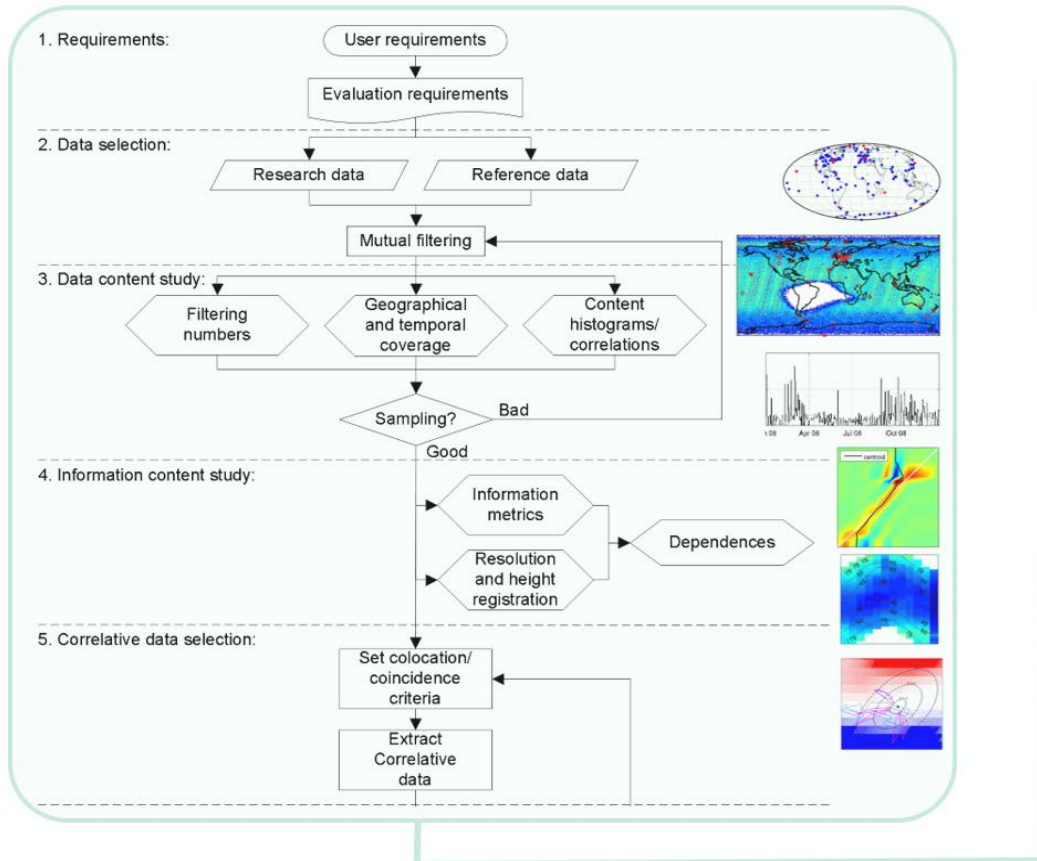 1. Requirements:
User requirements
Evaluation requirements
2. Data selection:
Research data
Reference data
Mutual filtering
3. Data content study:
Filtering
numbers
Geographical
and temporal
coverage
Content
histograms/
correlations
Sampling?
Bad
Good
Apr 08
Jul 08
Oct 08
4. Information content study:
centroid
Information
metrics
Dependences
Resolution
and height
registration
5. Correlative data selection:
Set colocation/
coincidence
criteria
Extract
Correlative
data